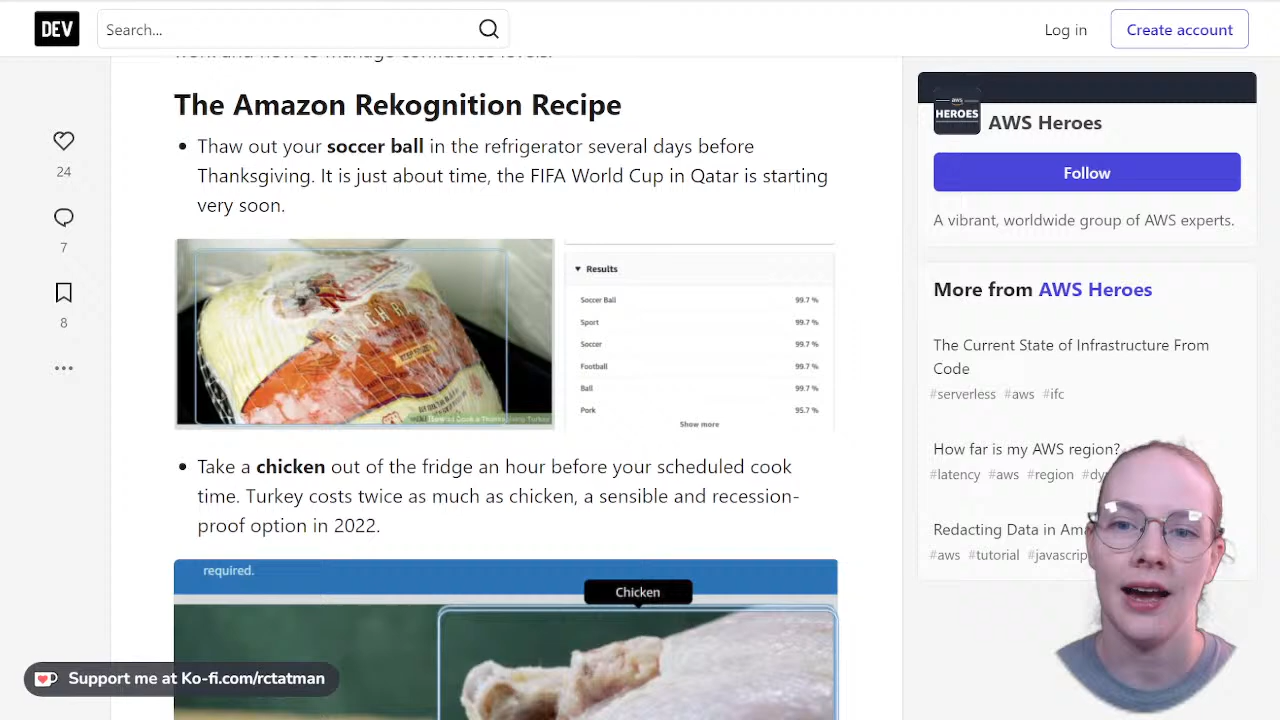 DEV
Search...
Log in
Create account
The Amazon Rekognition Recipe
Thaw out your soccer ball in the refrigerator several days before
Thanksgiving. It is just about time, the FIFA World Cup in Qatar is starting
very soon.
Results
Soccer Ball 99.7 %
Sport 99.7 %
Soccer 99.7 %
Football 99.7 %
Ball 99.7 %
Pork 95.7 %
Show more
How to Cook a Thanksgiving Turkey
Take a chicken out of the fridge an hour before your scheduled cook
time. Turkey costs twice as much as chicken, a sensible and recession-
proof option in 2022.
required.
Chicken
24
7
8
aws
HEROES
AWS Heroes
Follow
A vibrant, worldwide group of AWS experts.
More from AWS Heroes
The Current State of Infrastructure From
Code
#serverless #aws #ifc
How far is my AWS region?
#latency #aws #region
Redacting Data in
#aws #tutorial
Support me at Ko-fi.com/rctatman